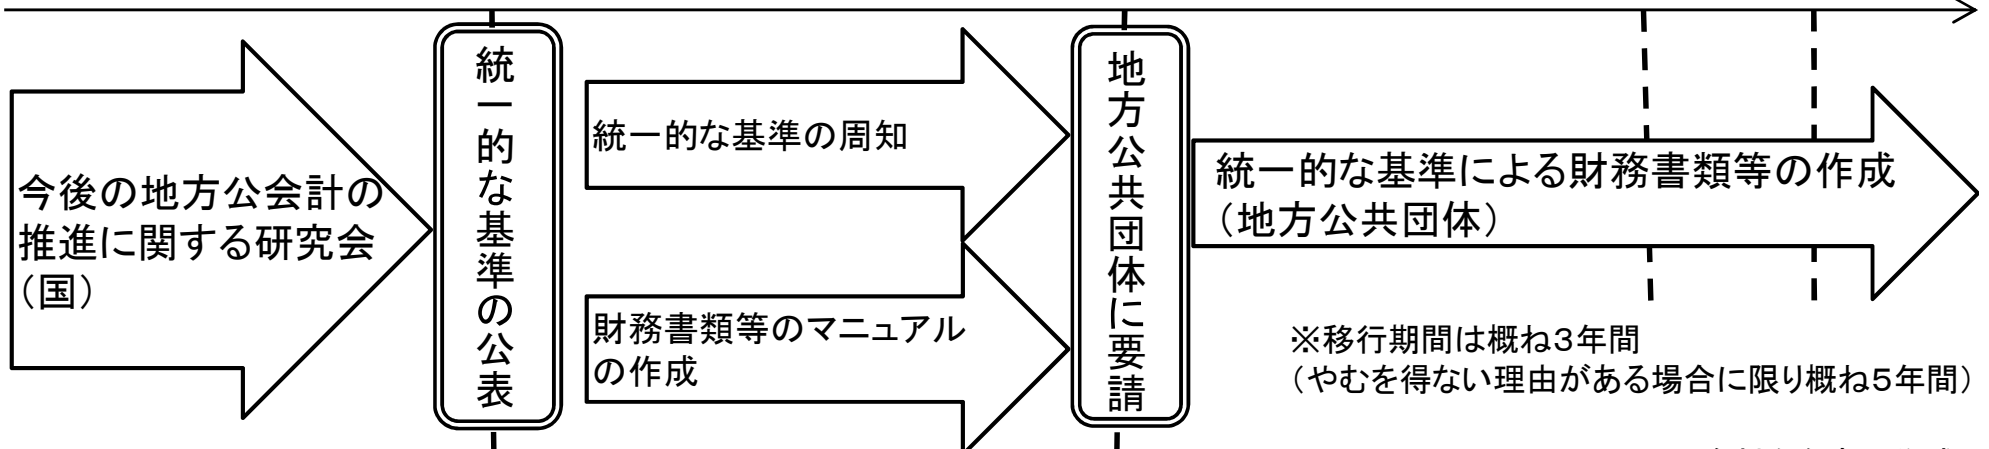 今後の地方公会計の
推進に関する研究会
（国）
統一的な基準の公表
統一的な基準の周知
財務書類等のマニュアル
の作成
地方公共団体に要請
統一的な基準による財務書類等の作成
（地方公共団体）
※移行期間は概ね３年間
（やむを得ない理由がある場合に限り概ね５年間）